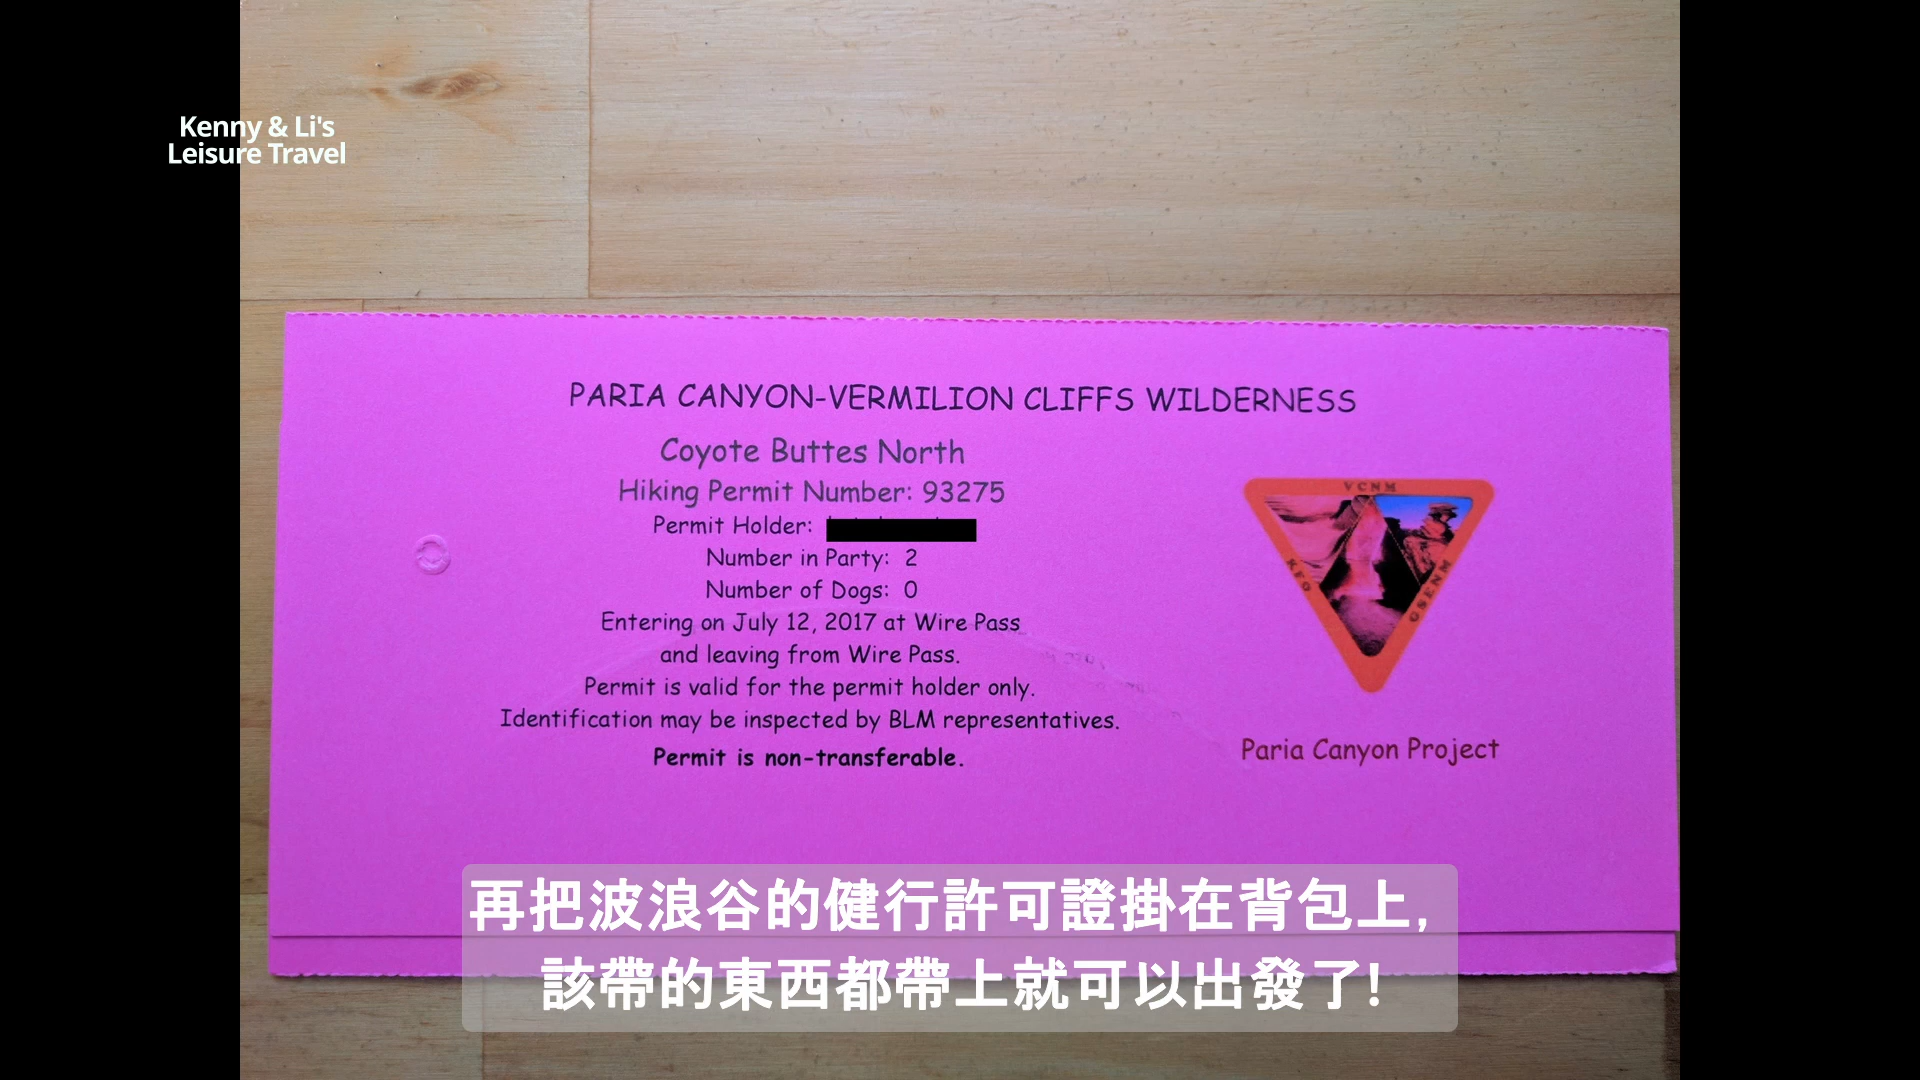 Kenny & Li's
Leisure Travel
PARIA CANYON-VERMILION CLIFFS WILDERNESS
Coyote Buttes North
Hiking Permit Number: 93275
Permit Holder:
Number in Party: 2
Number of Dogs: 0
Entering on July 12, 2017 at Wire Pass
and leaving from Wire Pass.
Permit is valid for the permit holder only.
Identification may be inspected by BLM representatives.
Permit is non-transferable.
VCNM
KFO
GSENM
Paria Canyon Project
再把波浪谷的健行許可證掛在背包上,
該帶的東西都帶上就可以出發了!